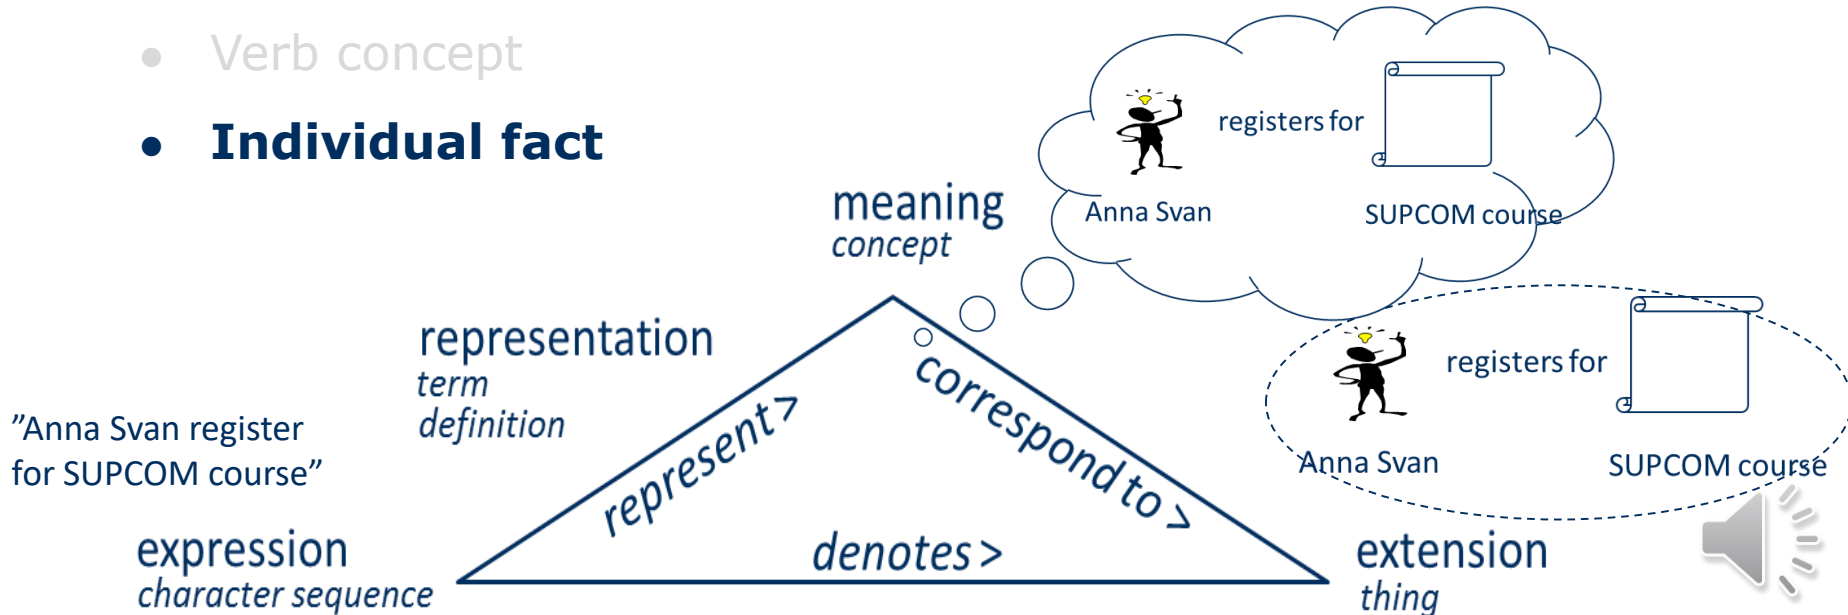 Verb concept
Individual fact
registers for
Anna Svan
SUPCOM course
meaning
concept
representation
term
definition
registers for
Anna Svan
SUPCOM course
”Anna Svan register
for SUPCOM course”
represent >
correspond to >
denotes >
expression
character sequence
extension
thing